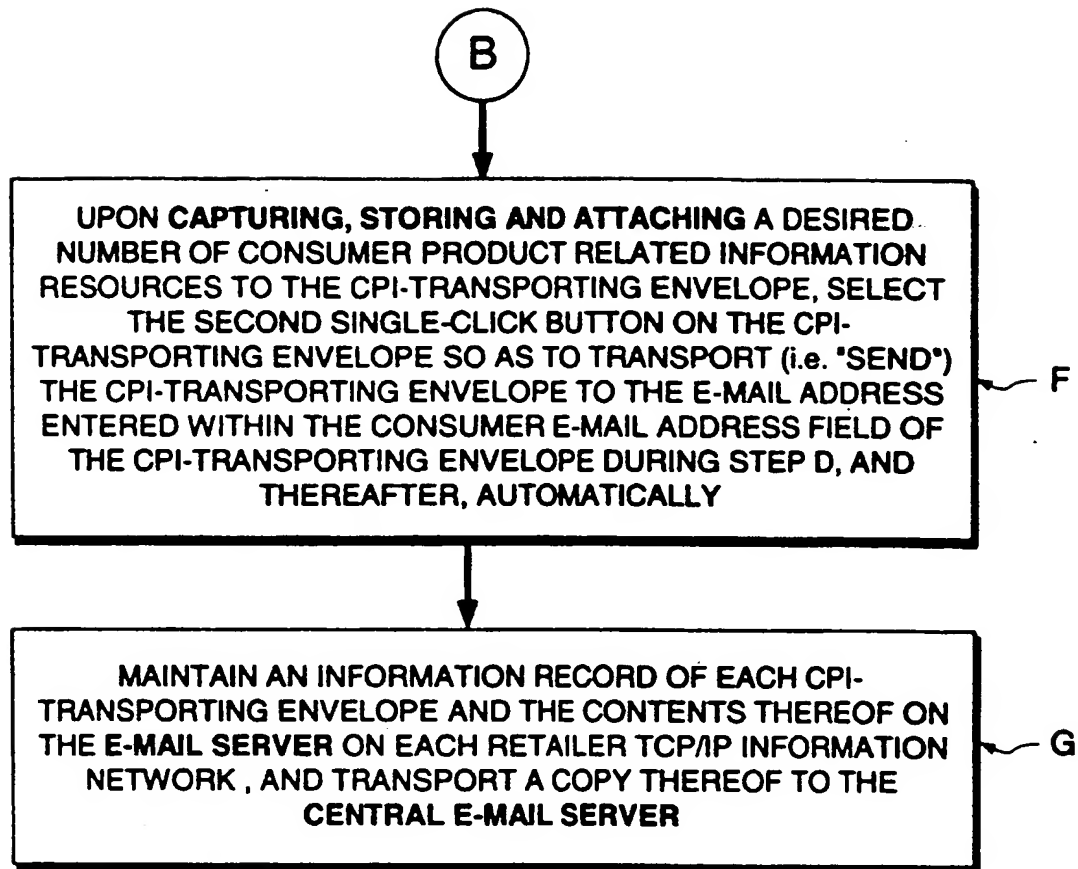 B
UPON CAPTURING, STORING AND ATTACHING A DESIRED
NUMBER OF CONSUMER PRODUCT RELATED INFORMATION
RESOURCES TO THE CPI-TRANSPORTING ENVELOPE, SELECT
THE SECOND SINGLE-CLICK BUTTON ON THE CPI-
TRANSPORTING ENVELOPE SO AS TO TRANSPORT (i.e. "SEND")
THE CPI-TRANSPORTING ENVELOPE TO THE E-MAIL ADDRESS
ENTERED WITHIN THE CONSUMER E-MAIL ADDRESS FIELD OF
THE CPI-TRANSPORTING ENVELOPE DURING STEP D, AND
THEREAFTER, AUTOMATICALLY
F
MAINTAIN AN INFORMATION RECORD OF EACH CPI-
TRANSPORTING ENVELOPE AND THE CONTENTS THEREOF ON
THE E-MAIL SERVER ON EACH RETAILER TCP/IP INFORMATION
NETWORK , AND TRANSPORT A COPY THEREOF TO THE
CENTRAL E-MAIL SERVER
G